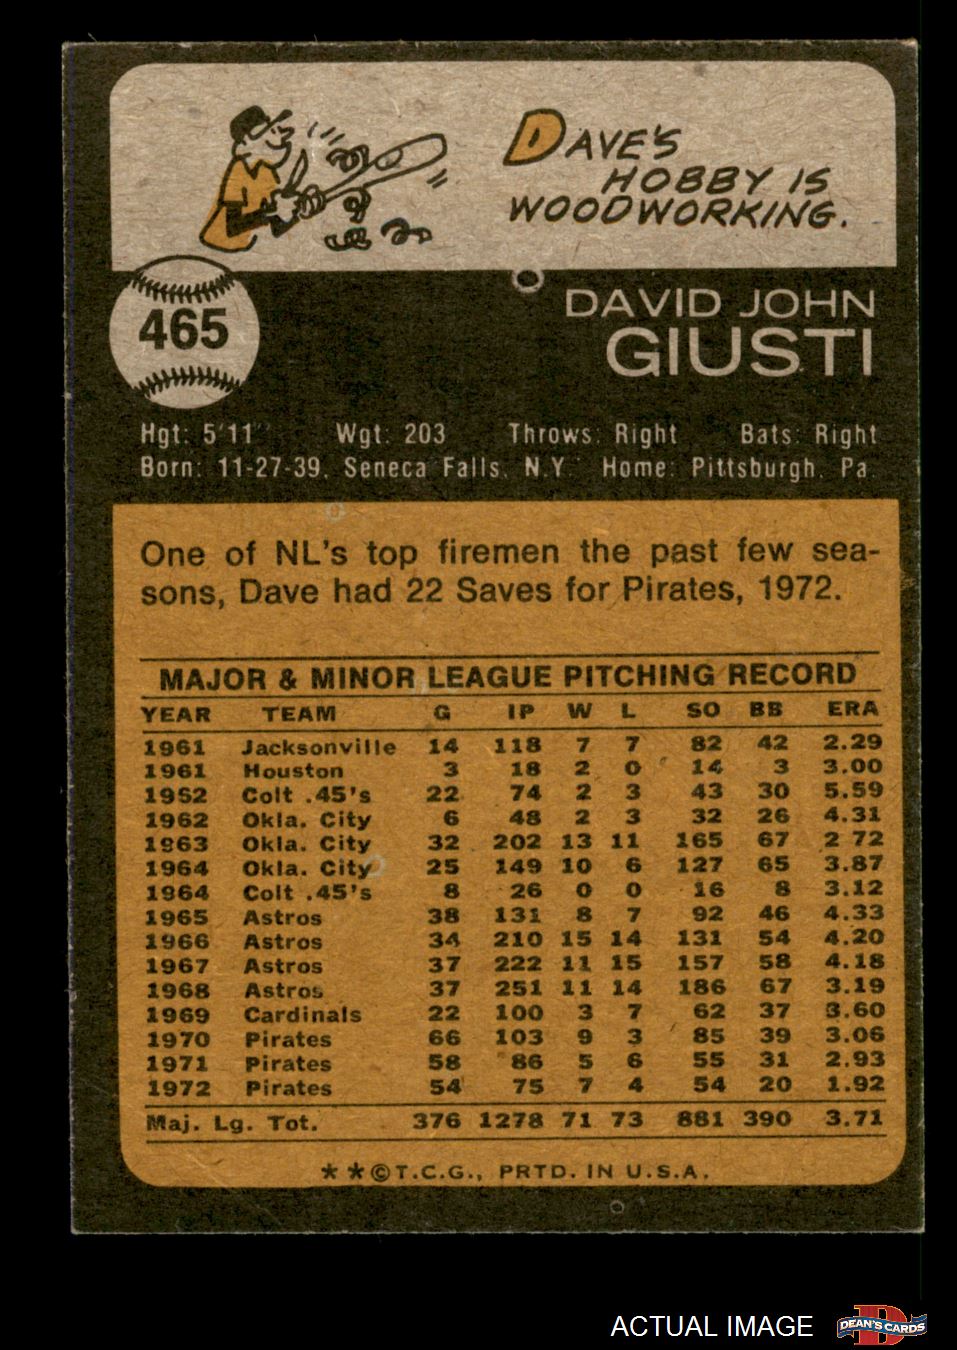 DAVE'S
HOBBY IS
WOODWORKING.
465
DAVID JOHN
GIUSTI
Hgt: 5'11" Wgt: 203 Throws: Right Bats: Right
Born: 11-27-39, Seneca Falls, N.Y. Home: Pittsburgh, Pa.
One of NL's top firemen the past few sea-
sons, Dave had 22 Saves for Pirates, 1972.
MAJOR & MINOR LEAGUE PITCHING RECORD
YEAR TEAM G IP W L SO BB ERA
1961 Jacksonville 14 118 7 7 82 42 2.29
1961 Houston 3 18 2 0 14 3 3.00
1962 Colt .45's 22 74 2 3 43 30 5.59
1962 Okla. City 6 48 2 3 32 26 4.31
1963 Okla. City 32 202 13 11 165 67 2 72
1964 Okla. City 25 149 10 6 127 65 3.87
1964 Colt .45's 8 26 0 0 16 8 3.12
1965 Astros 38 131 8 7 92 46 4.33
1966 Astros 34 210 15 14 131 54 4.20
1967 Astros 37 222 11 15 157 58 4.18
1968 Astros 37 251 11 14 186 67 3.19
1969 Cardinals 22 100 3 7 62 37 3.60
1970 Pirates 66 103 9 3 85 39 3.06
1971 Pirates 58 86 5 6 55 31 2.93
1972 Pirates 54 75 7 4 54 20 1.92
Maj. Lg. Tot. 376 1278 71 73 881 390 3.71
**©T.C.G., PRTD. IN U.S.A.
ACTUAL IMAGE
D
DEAN'S CARDS